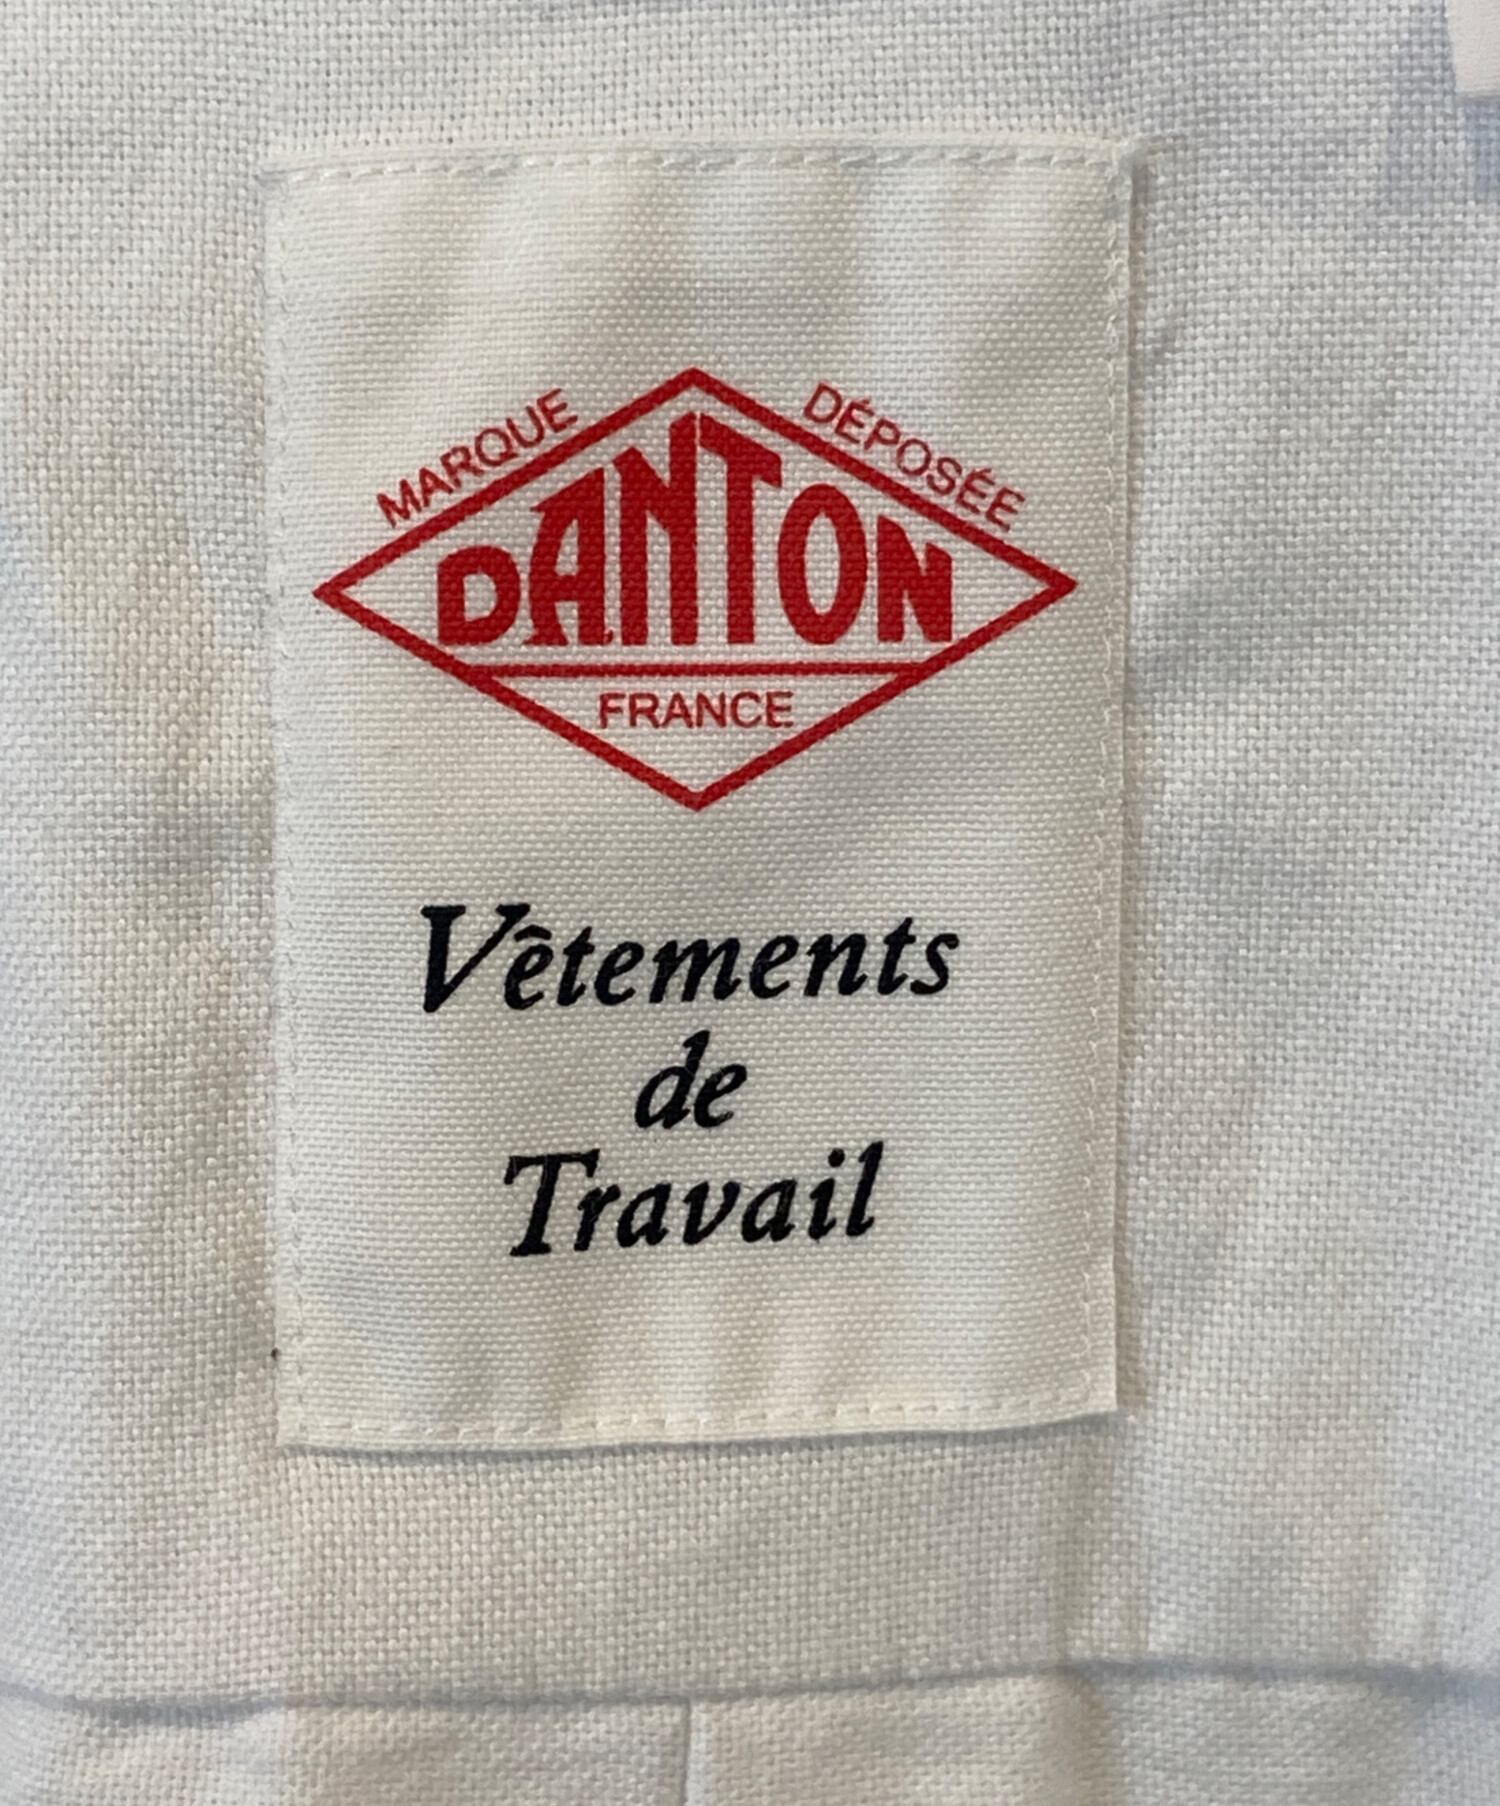 MARQUE DÉPOSÉE
DANTON
FRANCE
Vêtements
de
Travail